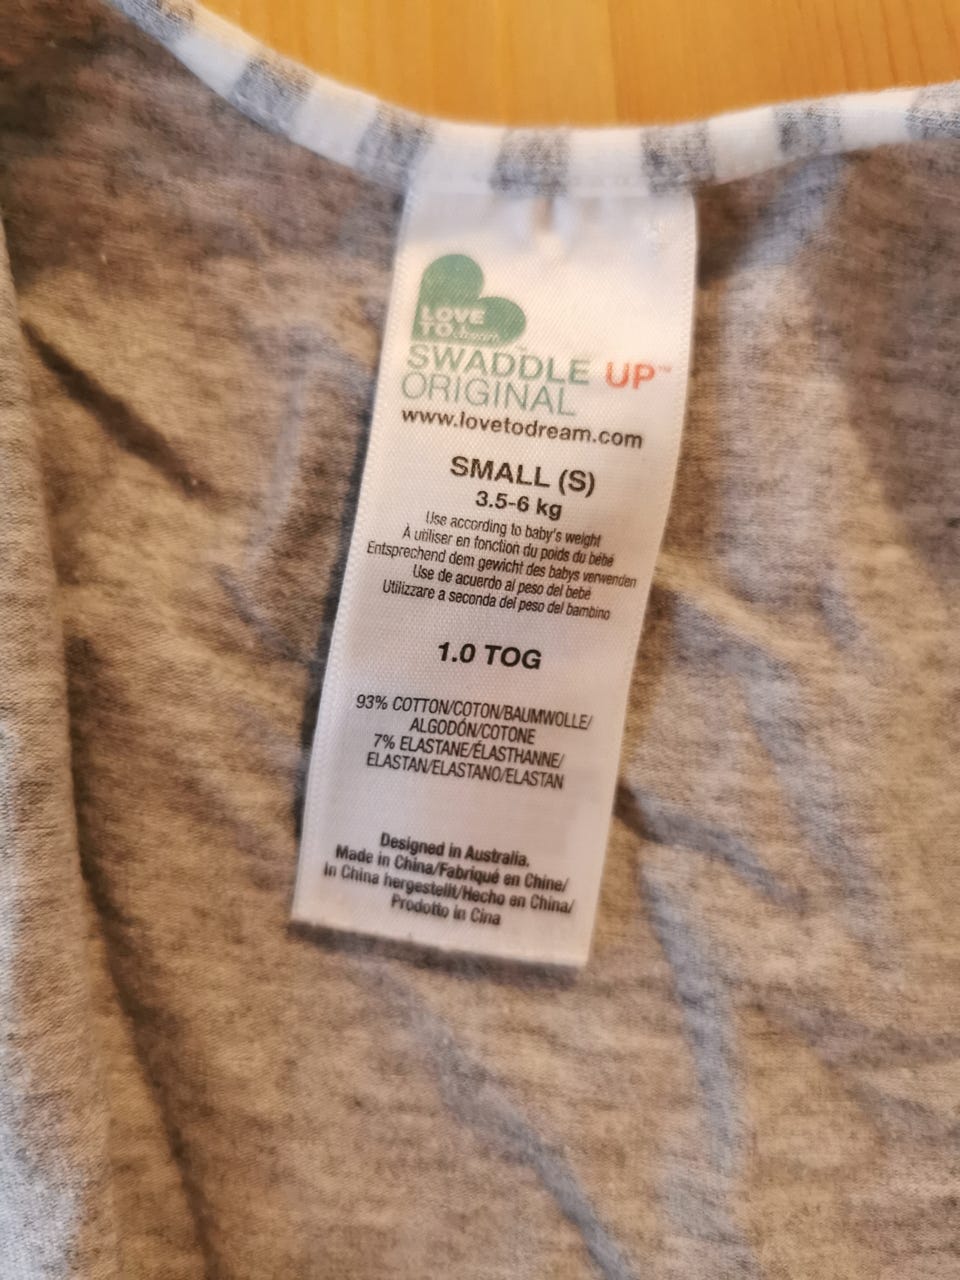 LOVE
TO dream™
SWADDLE UP™
ORIGINAL
www.lovetodream.com
SMALL (S)
3.5-6 kg
Use according to baby's weight
À utiliser en fonction du poids du bébé
Entsprechend dem gewicht des babys verwenden
Use de acuerdo al peso del bebé
Utilizzare a seconda del peso del bambino
1.0 TOG
93% COTTON/COTON/BAUMWOLLE/
ALGODÓN/COTONE
7% ELASTANE/ÉLASTHANNE/
ELASTAN/ELASTANO/ELASTAN
Designed in Australia.
Made in China/Fabriqué en Chine/
In China hergestellt/Hecho en China/
Prodotto in Cina